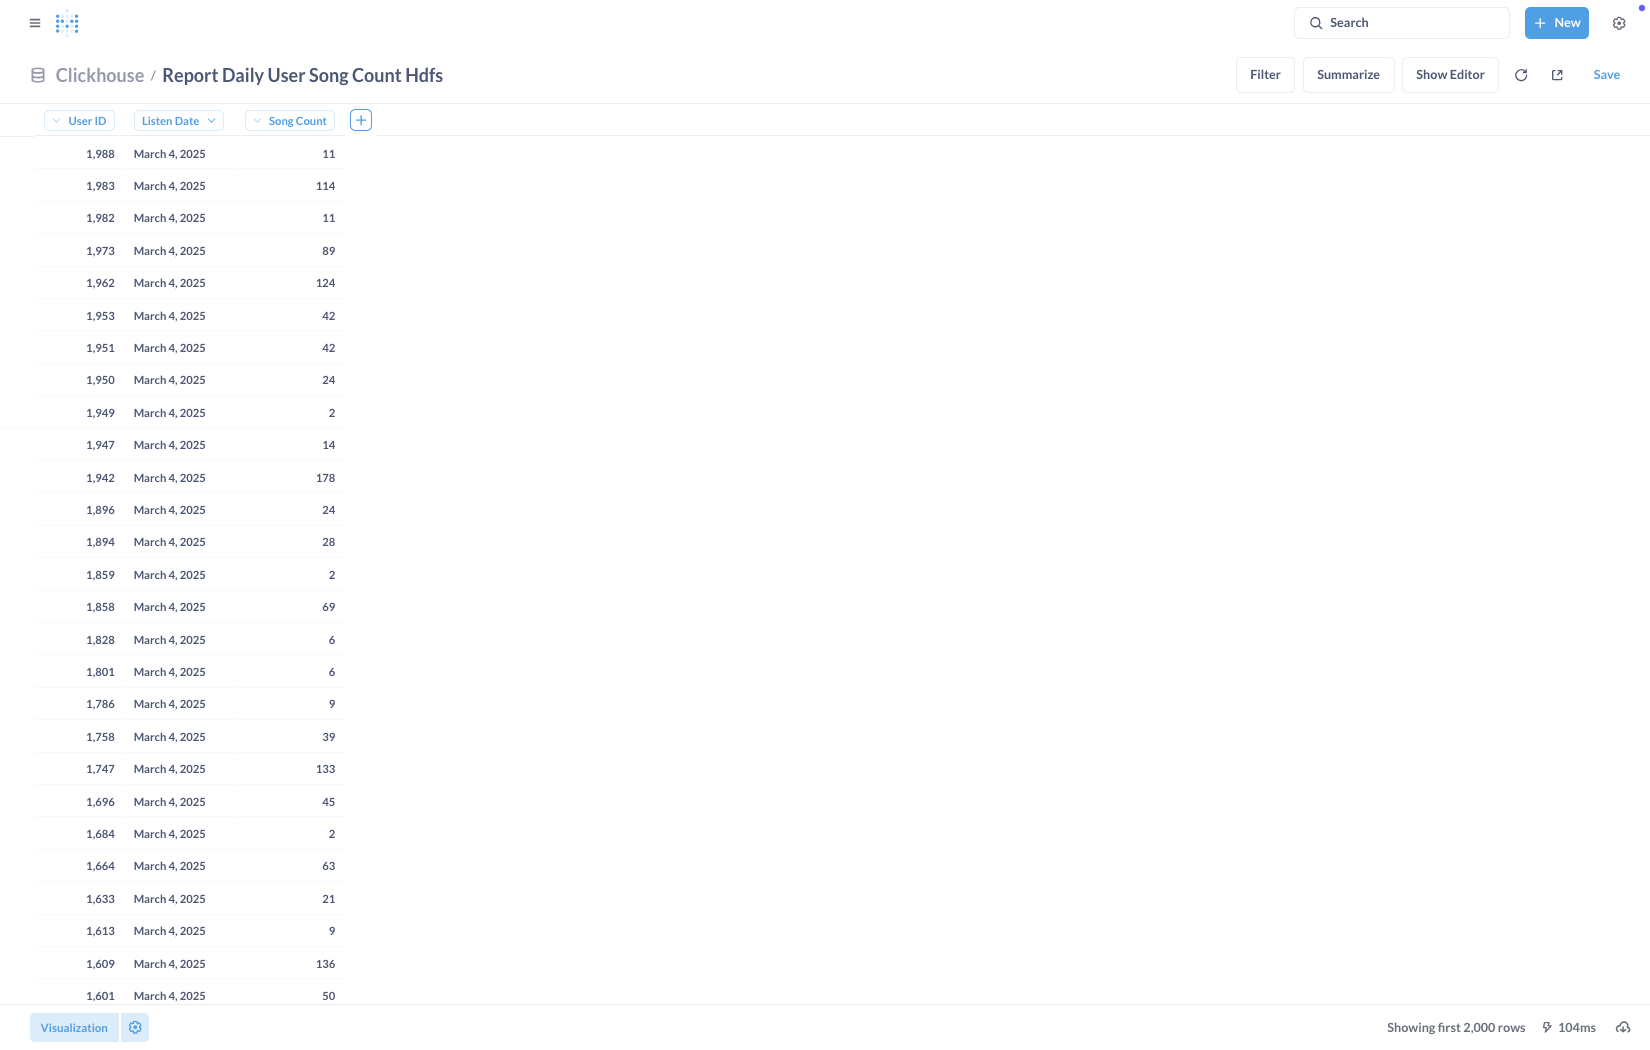 Search
New
Clickhouse / Report Daily User Song Count Hdfs
Filter
Summarize
Show Editor
Save
User ID Listen Date Song Count
1,988 March 4, 2025 11
1,983 March 4, 2025 114
1,982 March 4, 2025 11
1,973 March 4, 2025 89
1,962 March 4, 2025 124
1,953 March 4, 2025 42
1,951 March 4, 2025 42
1,950 March 4, 2025 24
1,949 March 4, 2025 2
1,947 March 4, 2025 14
1,942 March 4, 2025 178
1,896 March 4, 2025 24
1,894 March 4, 2025 28
1,859 March 4, 2025 2
1,858 March 4, 2025 69
1,828 March 4, 2025 6
1,801 March 4, 2025 6
1,786 March 4, 2025 9
1,758 March 4, 2025 39
1,747 March 4, 2025 133
1,696 March 4, 2025 45
1,684 March 4, 2025 2
1,664 March 4, 2025 63
1,633 March 4, 2025 21
1,613 March 4, 2025 9
1,609 March 4, 2025 136
1,601 March 4, 2025 50
Visualization
Showing first 2,000 rows
104ms